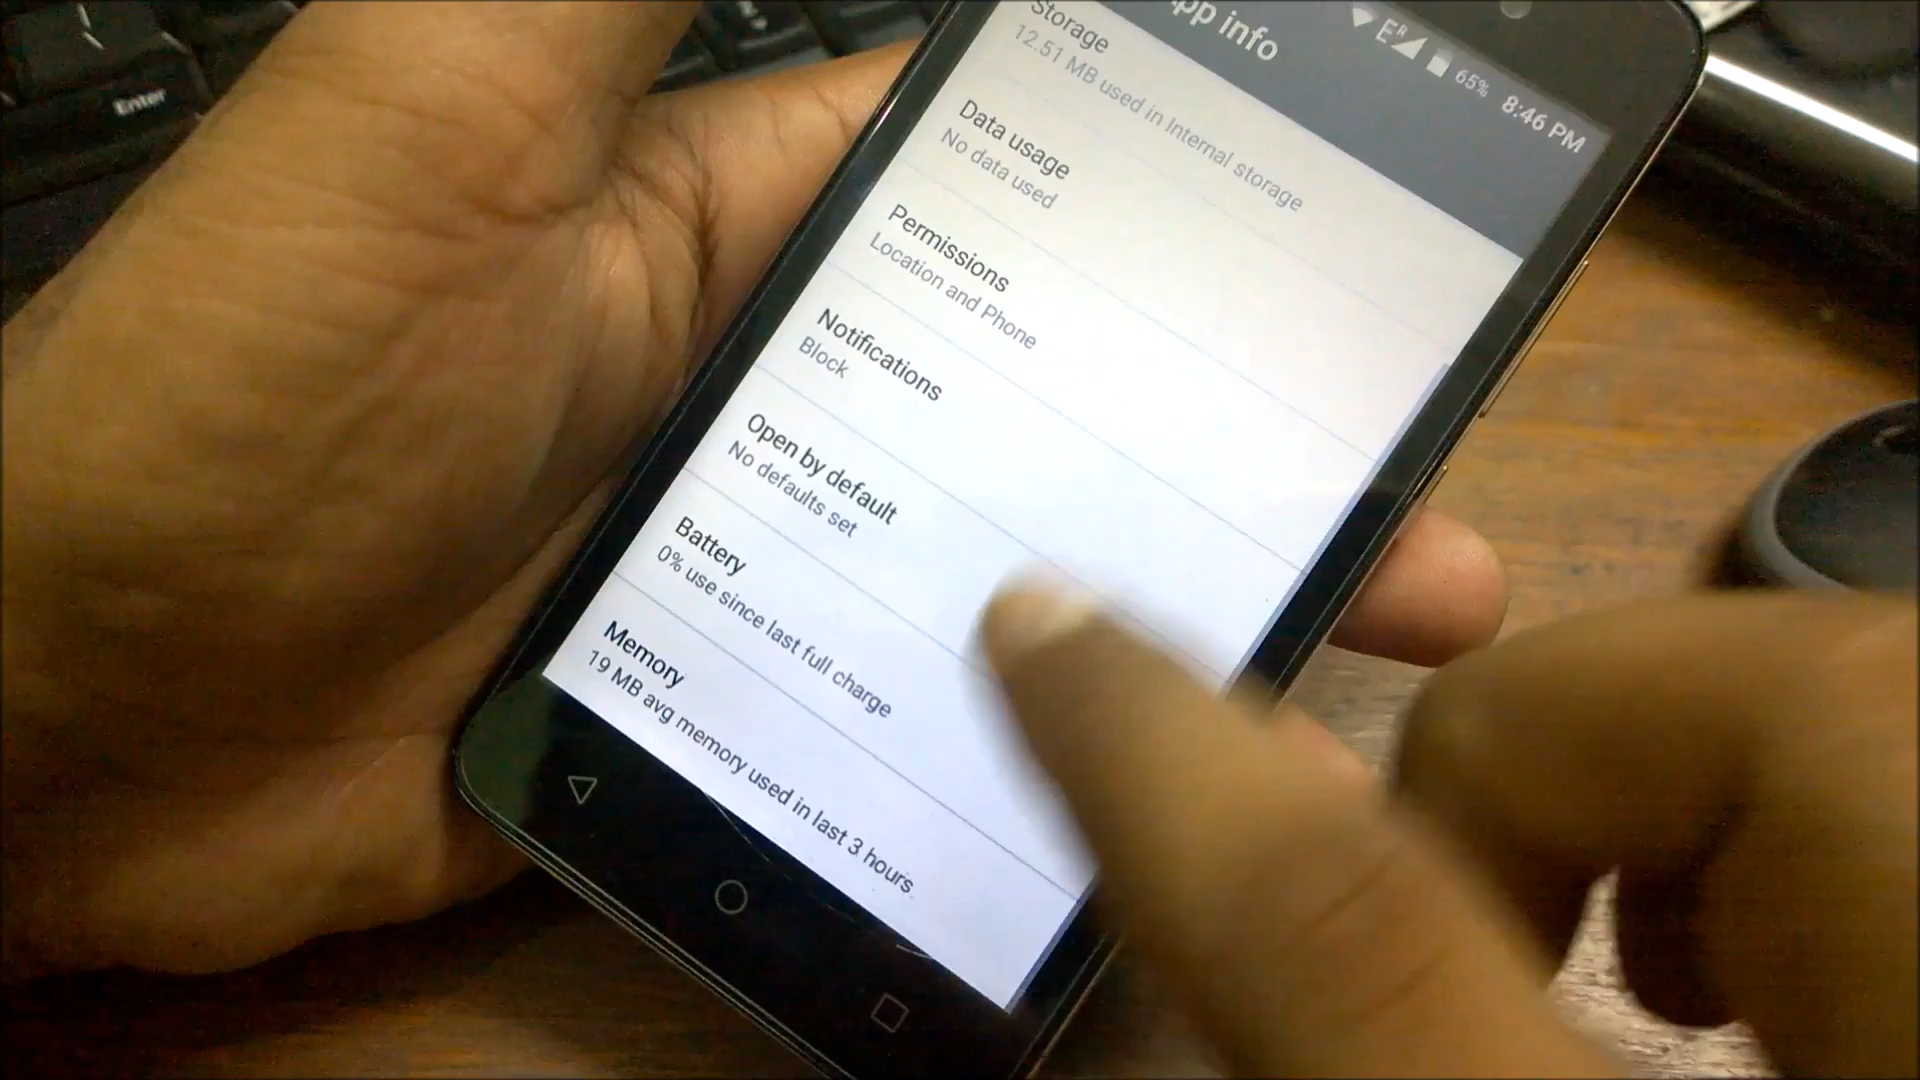 Enter
E R 65% 8:46 PM
pp info
Storage
12.51 MB used in Internal storage
Data usage
No data used
Permissions
Location and Phone
Notifications
Block
Open by default
No defaults set
Battery
0% use since last full charge
Memory
19 MB avg memory used in last 3 hours